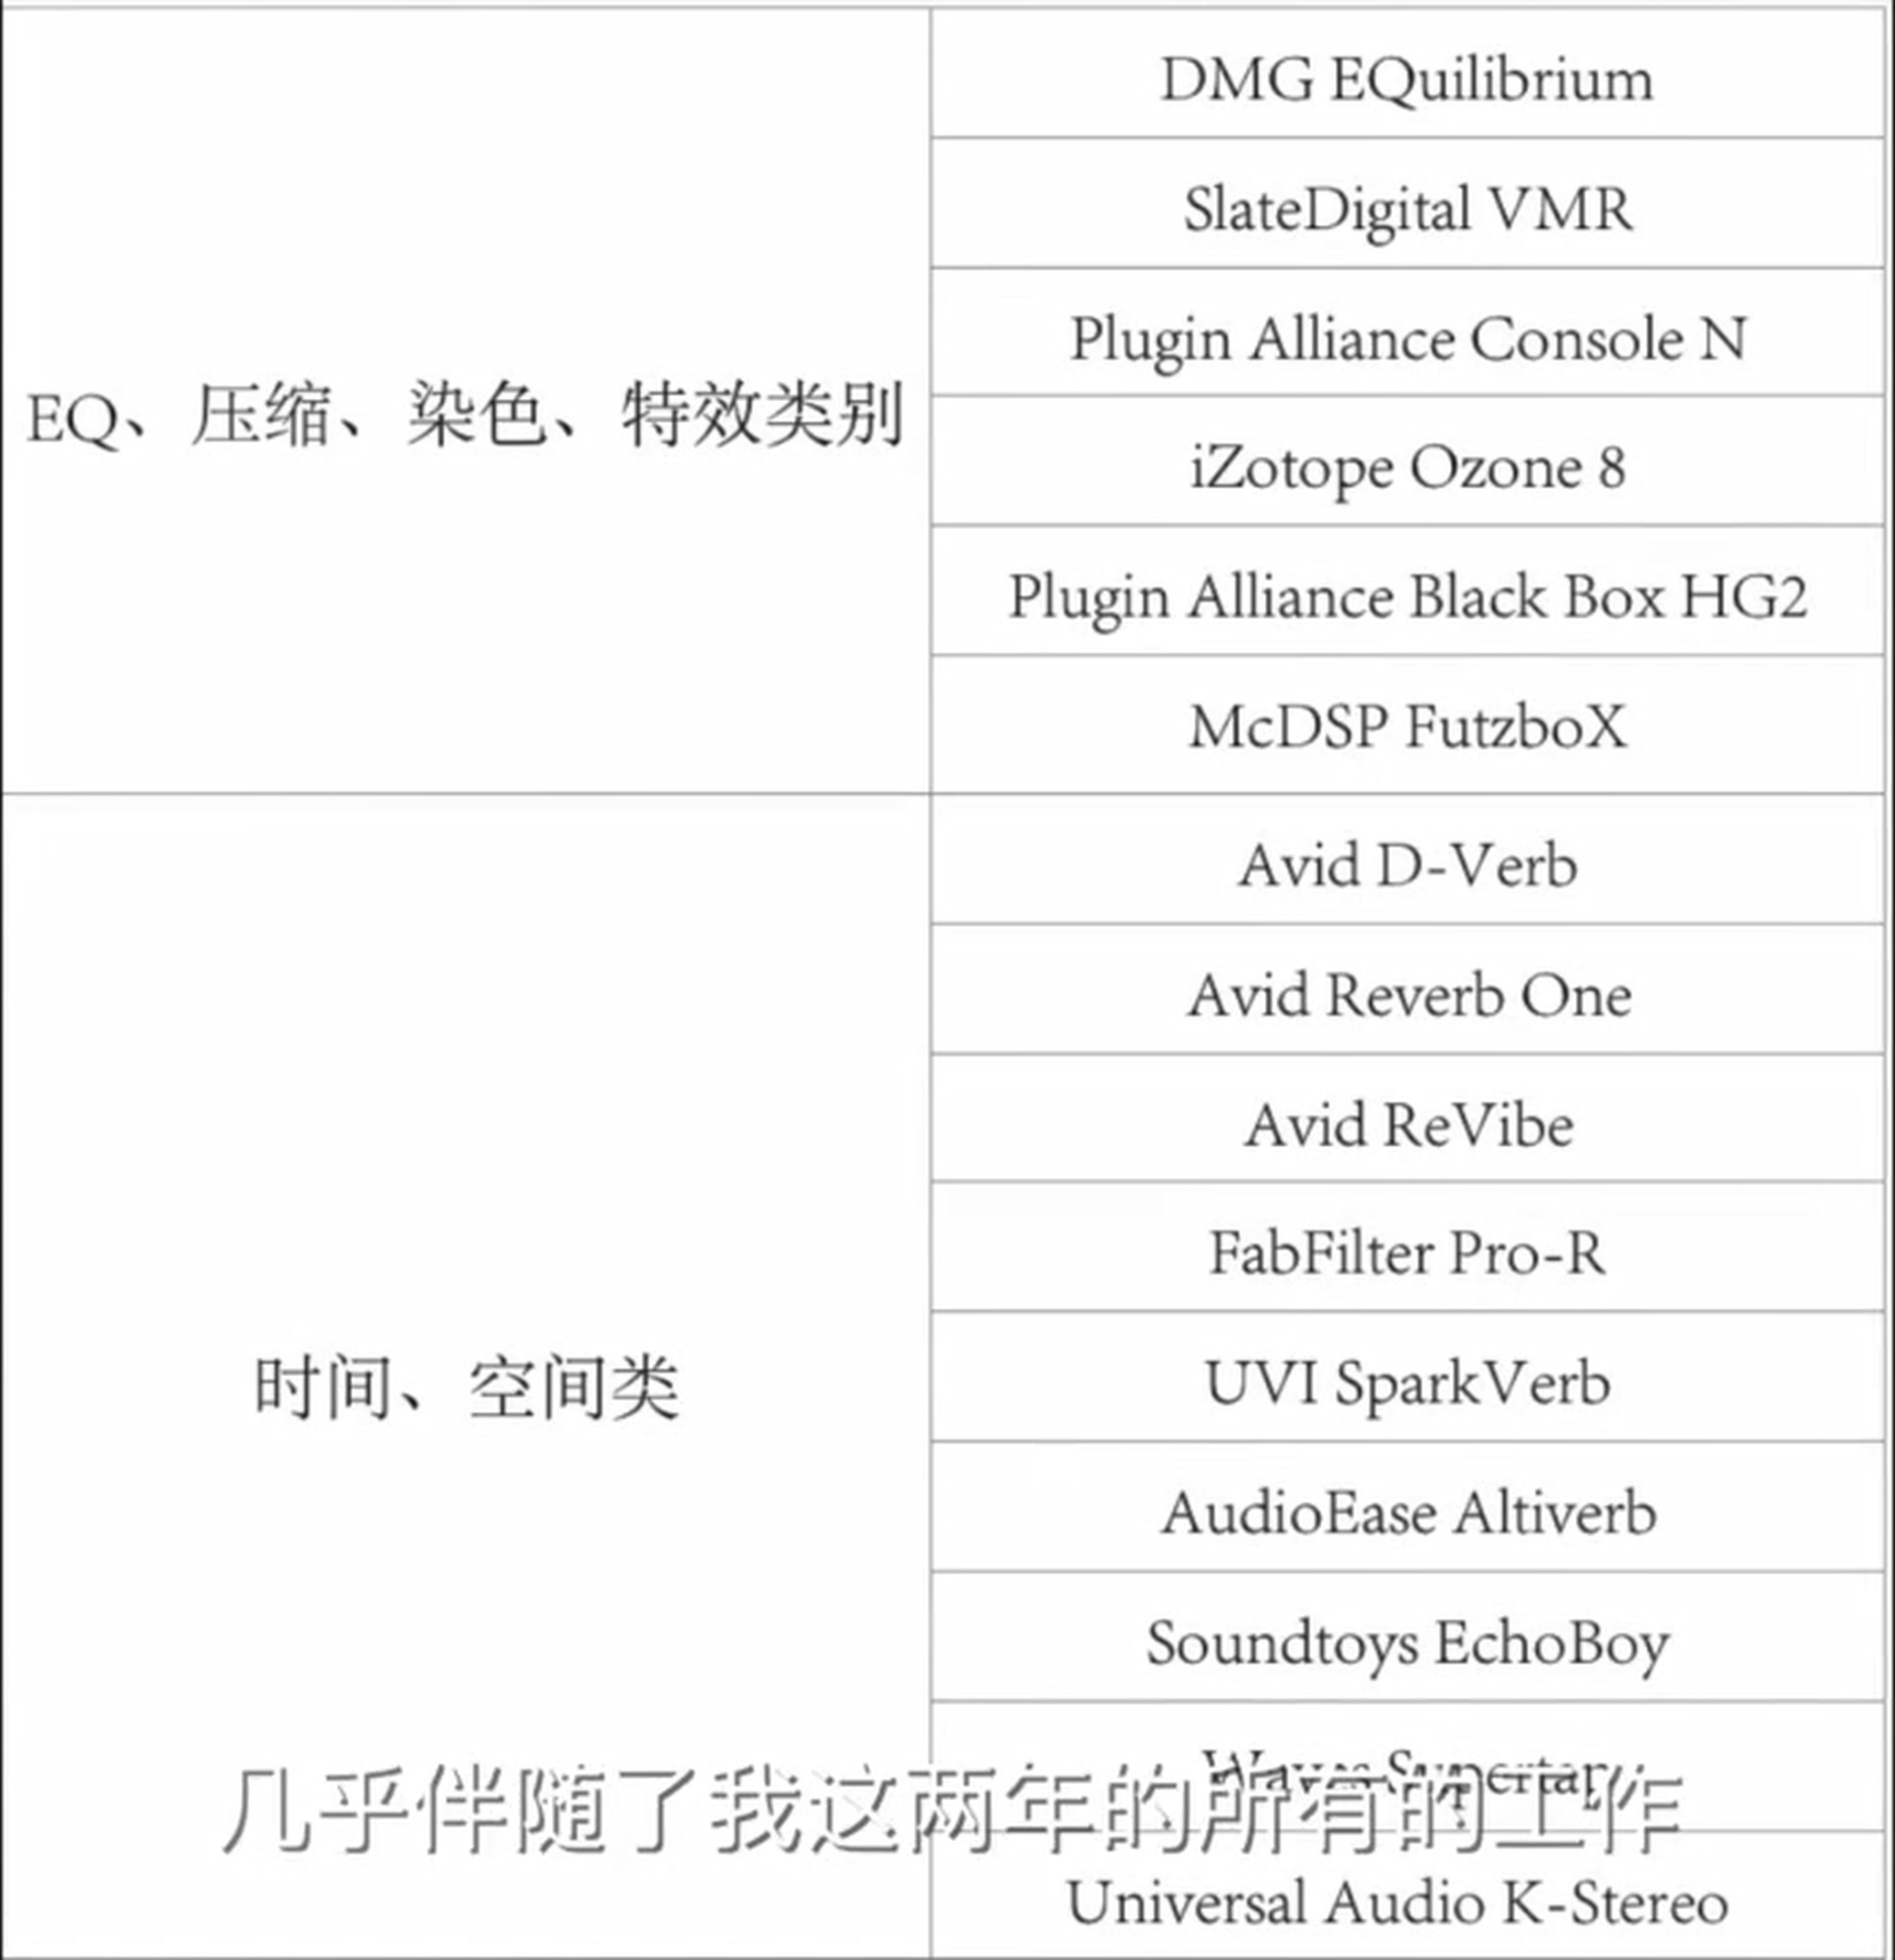 DMG EQuilibrium
SlateDigital VMR
Plugin Alliance Console N
EQ、压缩、染色、特效类别
iZotope Ozone 8
Plugin Alliance Black Box HG2
McDSP FutzboX
Avid D-Verb
Avid Reverb One
Avid ReVibe
FabFilter Pro-R
时间、空间类
UVI SparkVerb
AudioEase Altiverb
Soundtoys EchoBoy
Waves Supertap
几乎伴随了我这两年的所有的工作
Universal Audio K-Stereo